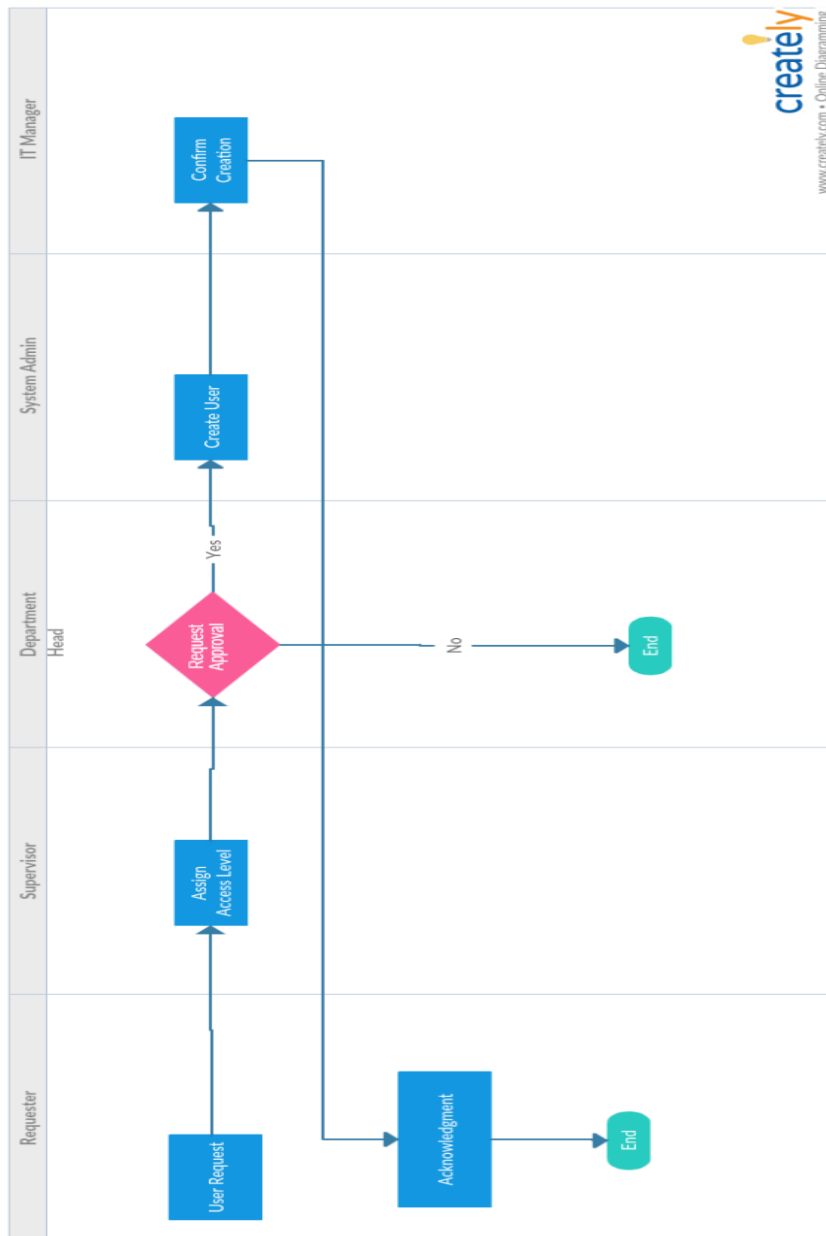 Requester
Supervisor
Department
Head
System Admin
IT Manager
User Request
Assign
Access Level
Request
Approval
Yes
Create User
Confirm
Creation
No
Acknowledgment
End
End
creately
www.creately.com • Online Diagramming